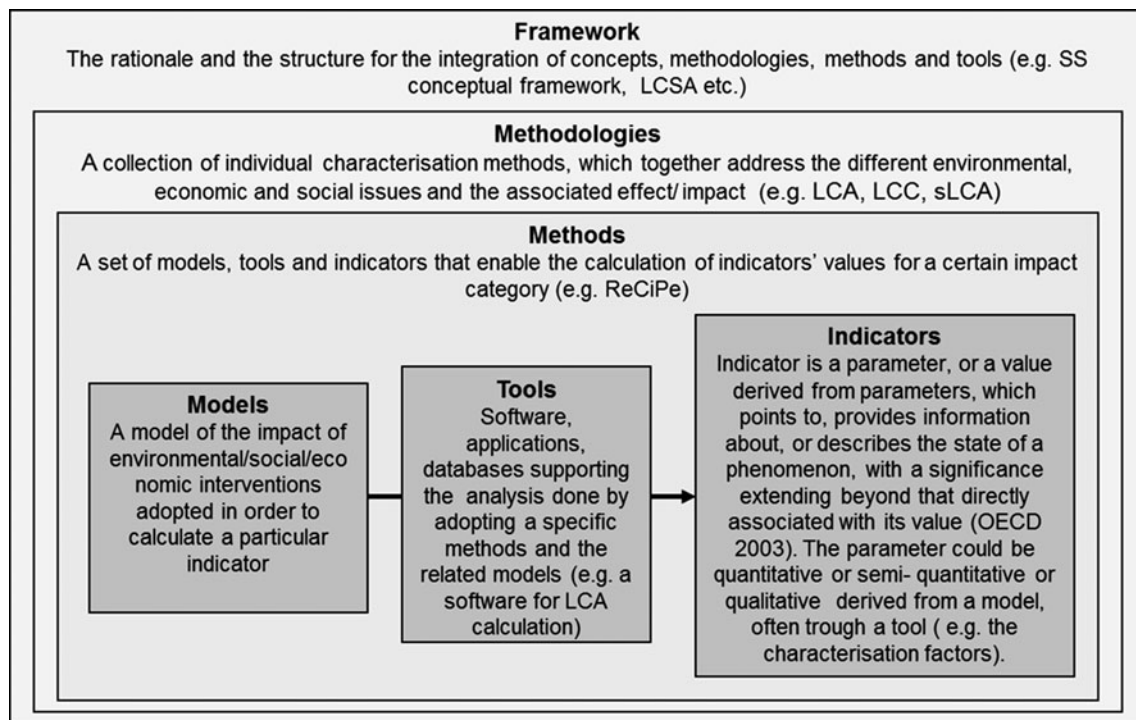 Framework
The rationale and the structure for the integration of concepts, methodologies, methods and tools (e.g. SS
conceptual framework, LCSA etc.)
Methodologies
A collection of individual characterisation methods, which together address the different environmental,
economic and social issues and the associated effect/ impact (e.g. LCA, LCC, sLCA)
Methods
A set of models, tools and indicators that enable the calculation of indicators' values for a certain impact
category (e.g. ReCiPe)
Models
A model of the impact of
environmental/social/eco
nomic interventions
adopted in order to
calculate a particular
indicator
Tools
Software,
applications,
databases supporting
the analysis done by
adopting a specific
methods and the
related models (e.g. a
software for LCA
calculation)
Indicators
Indicator is a parameter, or a value
derived from parameters, which
points to, provides information
about, or describes the state of a
phenomenon, with a significance
extending beyond that directly
associated with its value (OECD
2003). The parameter could be
quantitative or semi- quantitative or
qualitative derived from a model,
often trough a tool ( e.g. the
characterisation factors).